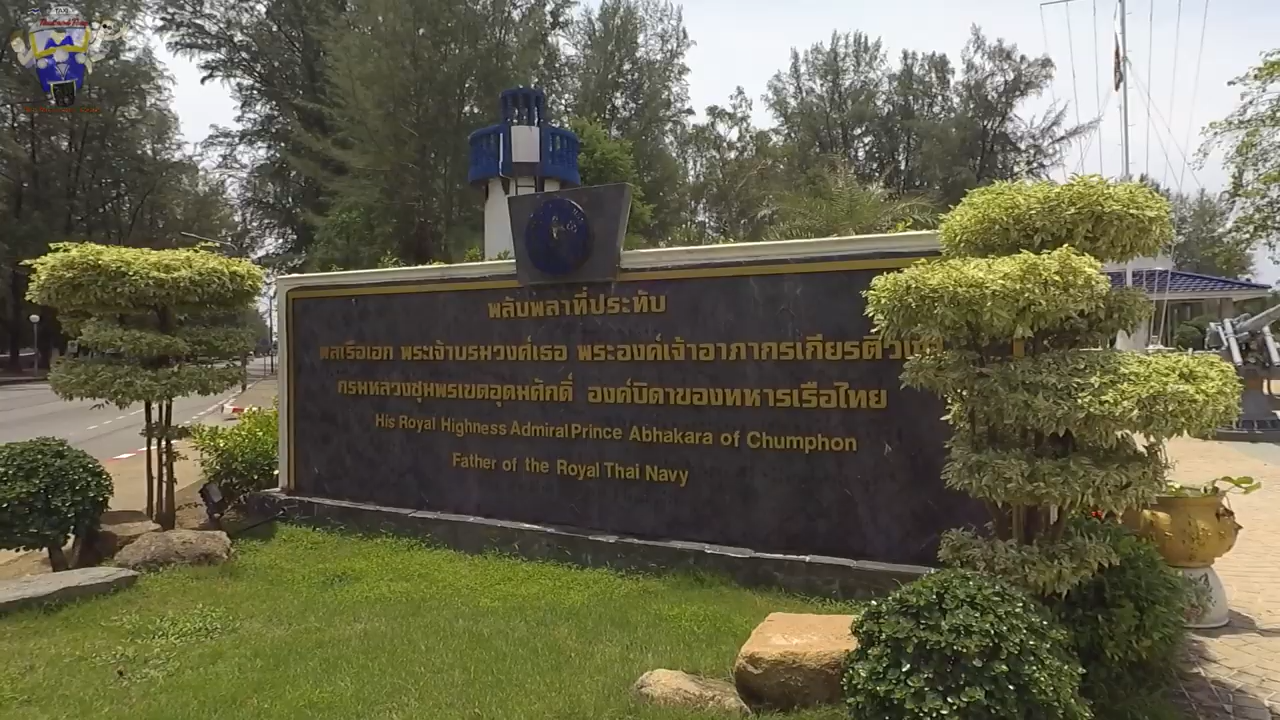 พลับพลาที่ประทับ
พลเรือเอก พระเจ้าบรมวงศ์เธอ พระองค์เจ้าอาภากรเกียรติวงศ์
กรมหลวงชุมพรเขตอุดมศักดิ์ องค์บิดาของทหารเรือไทย
His Royal Highness Admiral Prince Abhakara of Chumphon
Father of the Royal Thai Navy